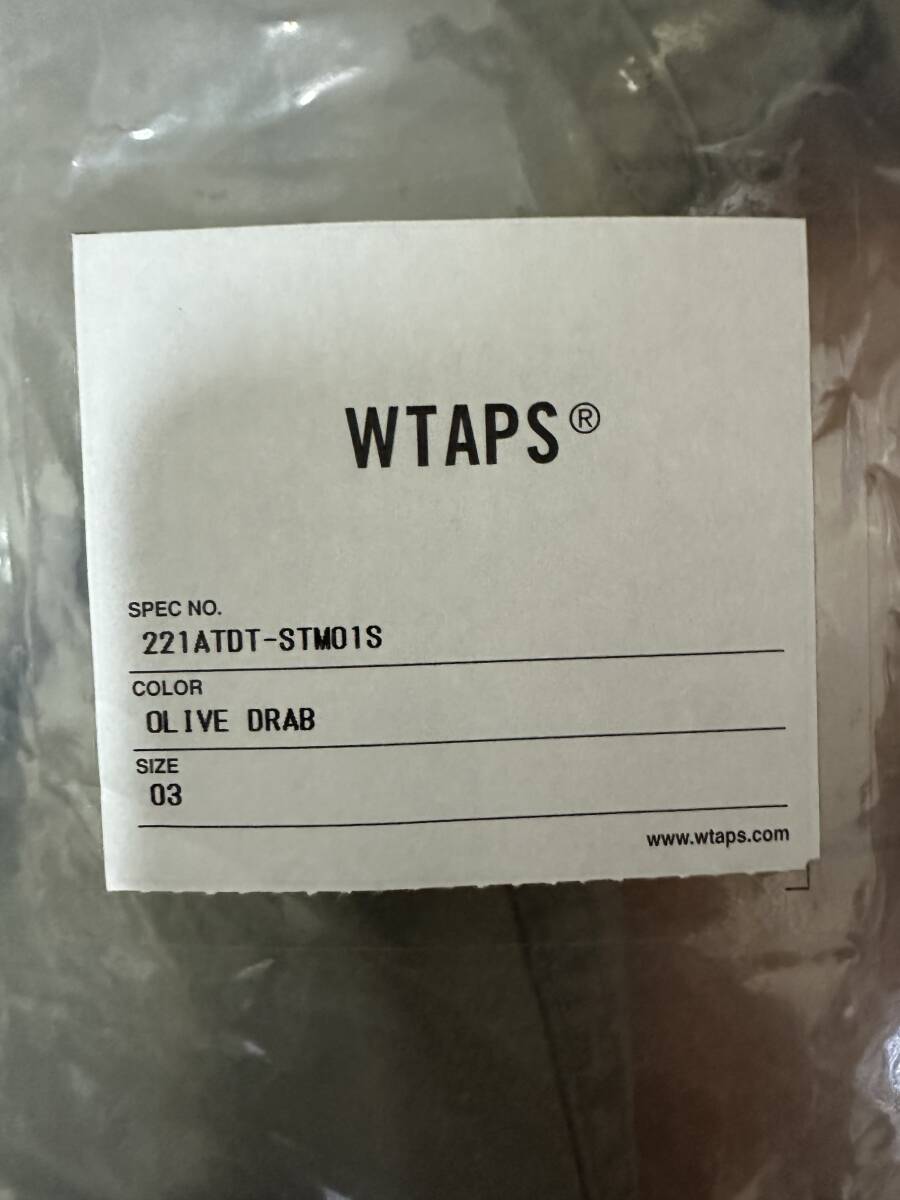 WTAPS®
SPEC NO.
221ATDT-STM01S
COLOR
OLIVE DRAB
SIZE
03
www.wtaps.com